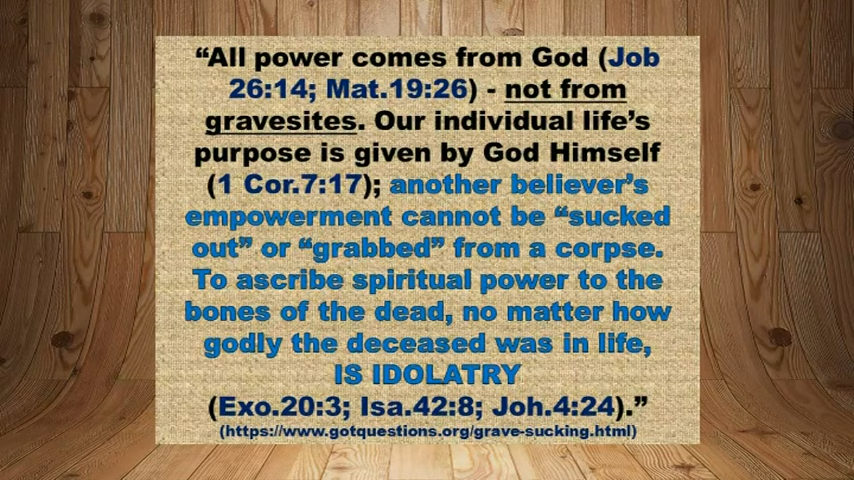 “All power comes from God (Job
26:14; Mat.19:26) - not from
gravesites. Our individual life’s
purpose is given by God Himself
(1 Cor.7:17); another believer’s
empowerment cannot be “sucked
out” or “grabbed” from a corpse.
To ascribe spiritual power to the
bones of the dead, no matter how
godly the deceased was in life,
IS IDOLATRY
(Exo.20:3; Isa.42:8; Joh.4:24).”
(https://www.gotquestions.org/grave-sucking.html)